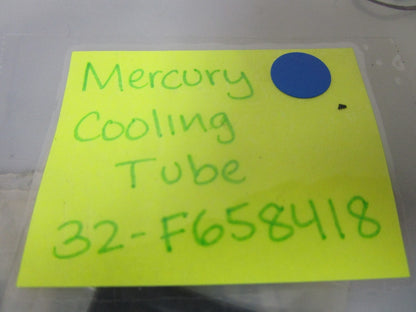 Mercury
Cooling
Tube
32-F658418